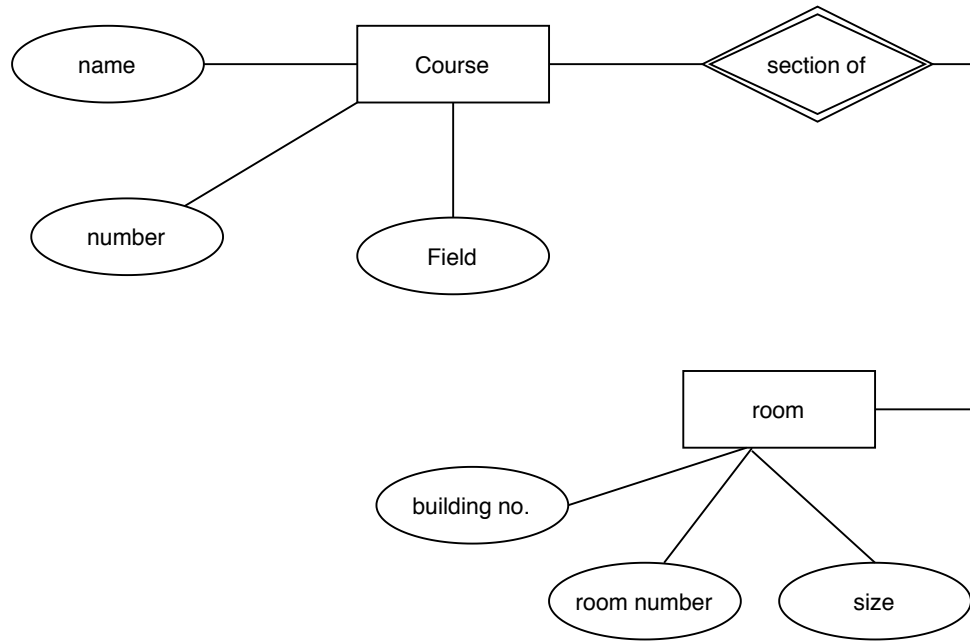 name
Course
section of
number
Field
room
building no.
room number
size